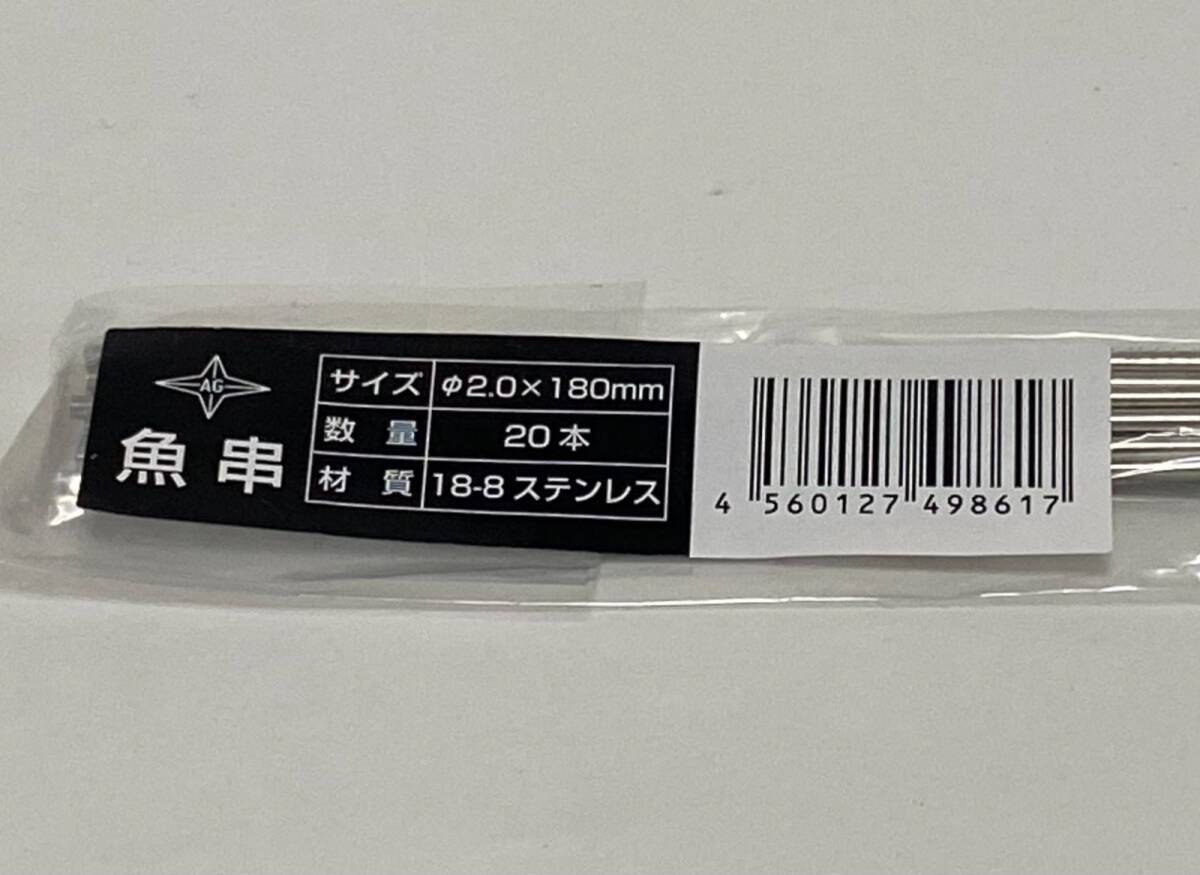 AG
魚串
サイズ φ2.0×180mm
数量 20本
材質 18-8ステンレス
4 560127 498617